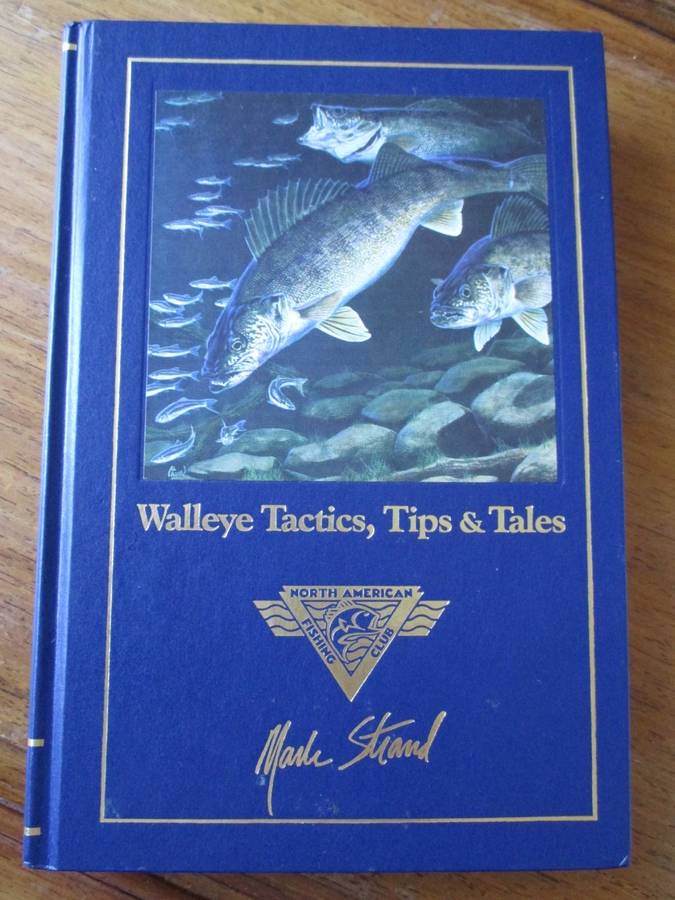 Walleye Tactics, Tips & Tales
NORTH AMERICAN
FISHING
CLUB
Mark Strand